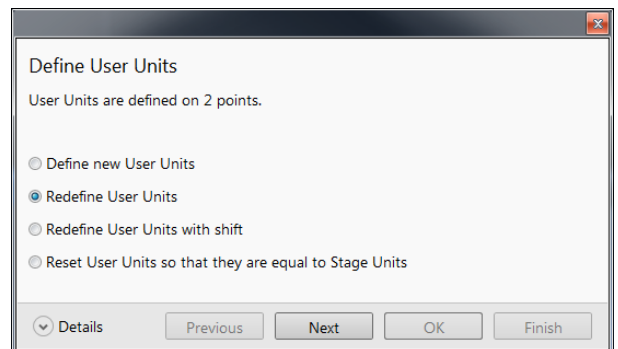 Define User Units
User Units are defined on 2 points.
Define new User Units
Redefine User Units
Redefine User Units with shift
Reset User Units so that they are equal to Stage Units
Details Previous Next OK Finish